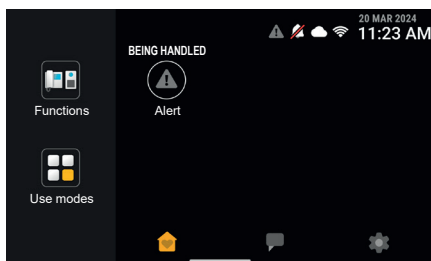 20 MAR 2024
11:23 AM
BEING HANDLED
Alert
Functions
Use modes